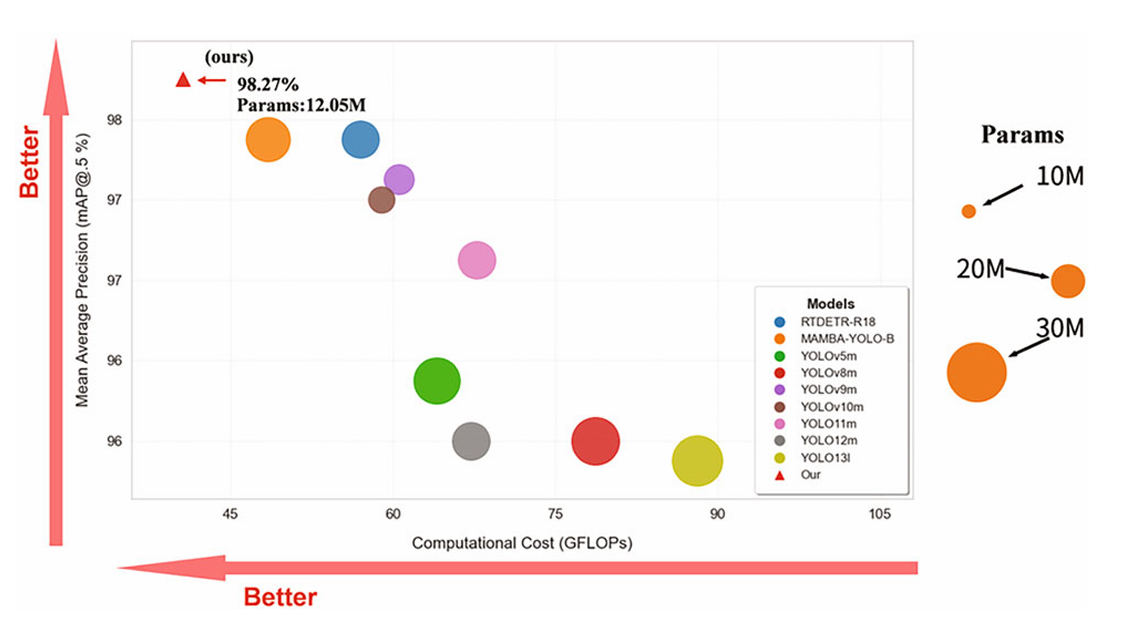 (ours)
98.27%
Params:12.05M
Better
Mean Average Precision (mAP@.5 %)
98
97
97
96
96
45 60 75 90 105
Computational Cost (GFLOPs)
Better
Models
RTDETR-R18
MAMBA-YOLO-B
YOLOv5m
YOLOv8m
YOLOv9m
YOLOv10m
YOLO11m
YOLO12m
YOLO13l
Our
Params
10M
20M
30M